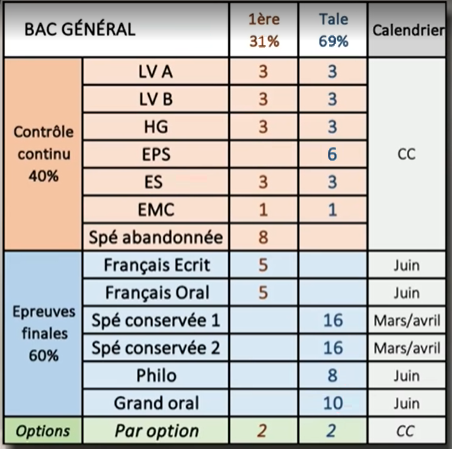 BAC GÉNÉRAL 1ère 31% Tale 69% Calendrier
Contrôle continu 40%
LV A 3 3
LV B 3 3
HG 3 3
EPS 6 CC
ES 3 3
EMC 1 1
Spé abandonnée 8
Epreuves finales 60%
Français Ecrit 5 Juin
Français Oral 5 Juin
Spé conservée 1 16 Mars/avril
Spé conservée 2 16 Mars/avril
Philo 8 Juin
Grand oral 10 Juin
Options Par option 2 2 CC